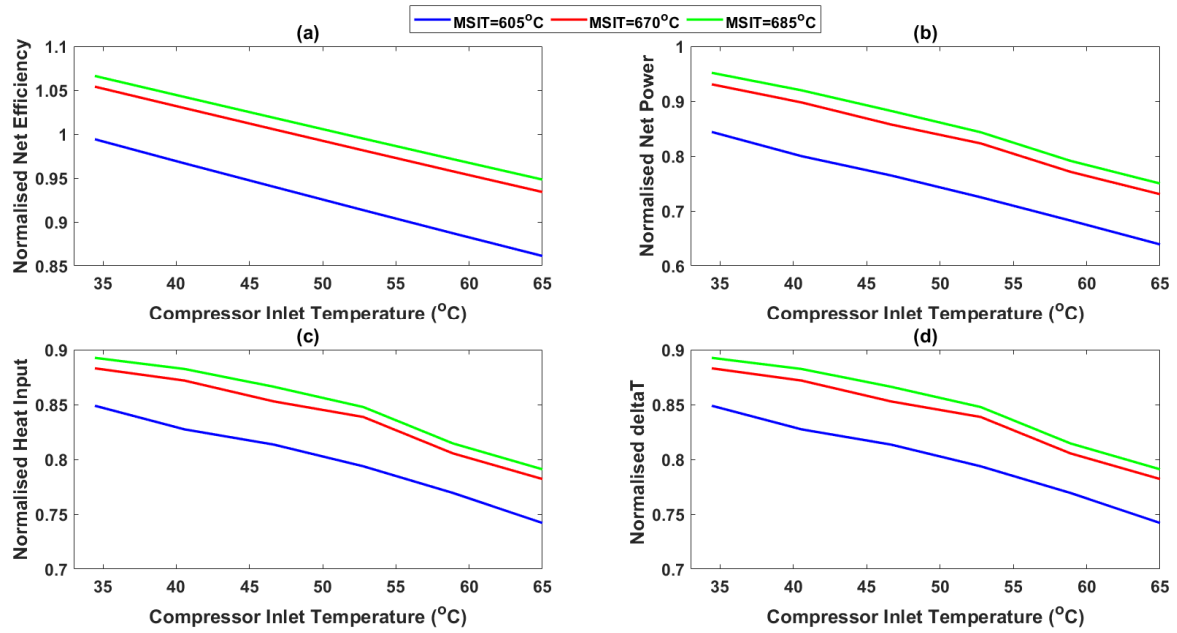 MSIT=605°C MSIT=670°C MSIT=685°C
(a)
Normalised Net Efficiency
1.1
1.05
1
0.95
0.9
0.85
35 40 45 50 55 60 65
Compressor Inlet Temperature (°C)
(b)
Normalised Net Power
1
0.9
0.8
0.7
0.6
35 40 45 50 55 60 65
Compressor Inlet Temperature (°C)
(c)
Normalised Heat Input
0.9
0.85
0.8
0.75
0.7
35 40 45 50 55 60 65
Compressor Inlet Temperature (°C)
(d)
Normalised deltaT
0.9
0.85
0.8
0.75
0.7
35 40 45 50 55 60 65
Compressor Inlet Temperature (°C)